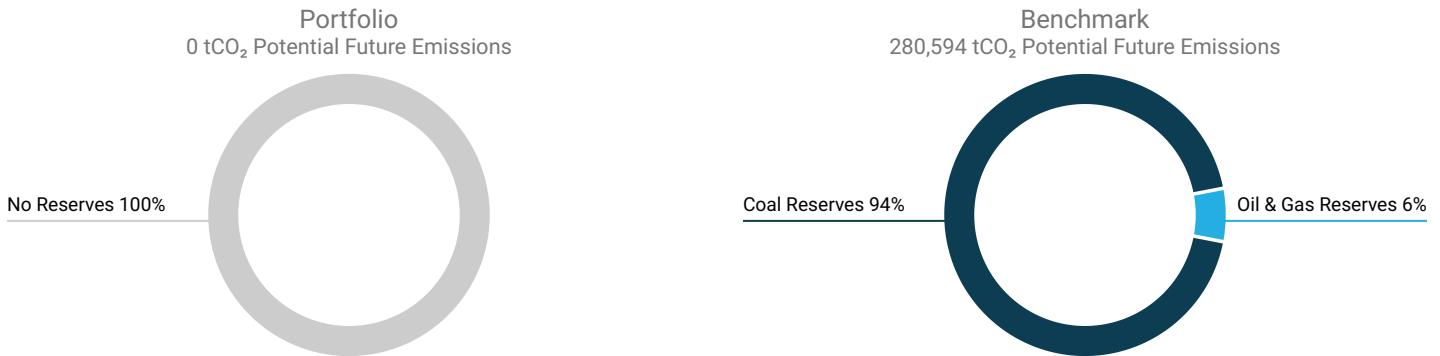 Portfolio
0 tCO₂ Potential Future Emissions
No Reserves 100%
Benchmark
280,594 tCO₂ Potential Future Emissions
Coal Reserves 94%
Oil & Gas Reserves 6%